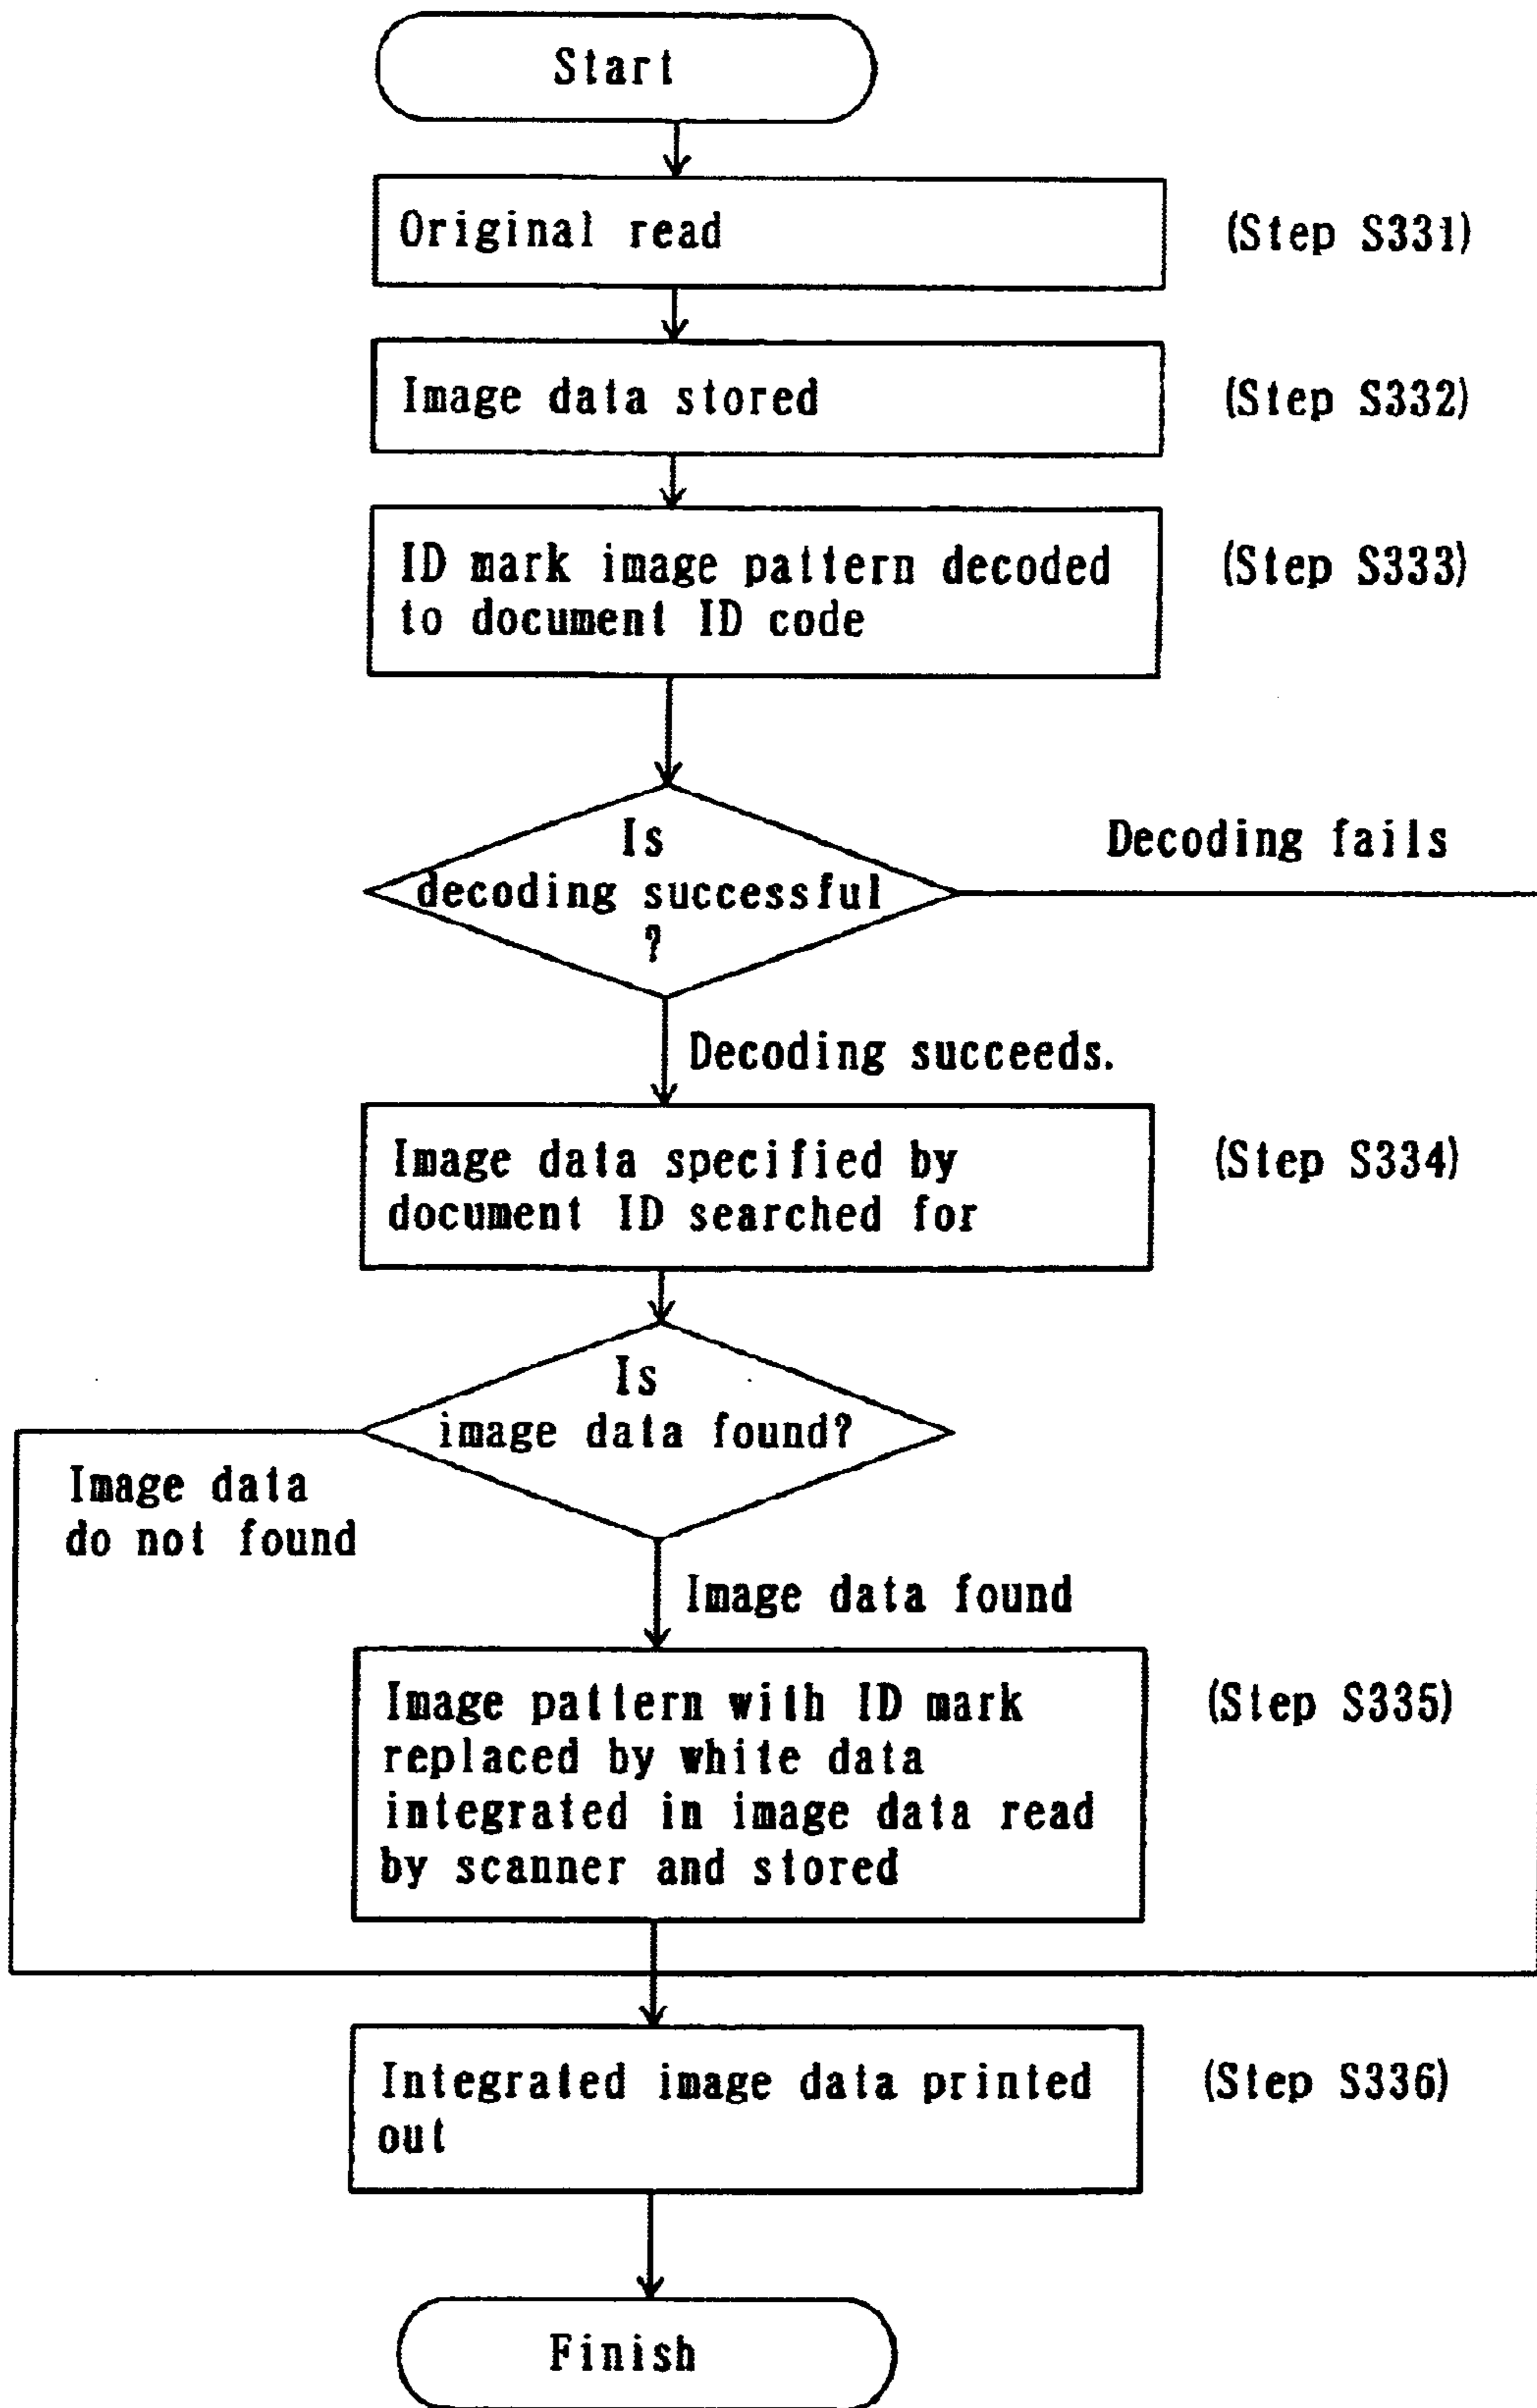 Start
Original read
(Step S331)
Image data stored
(Step S332)
ID mark image pattern decoded
to document ID code
(Step S333)
Is
decoding successful
?
Decoding fails
Decoding succeeds.
Image data specified by
document ID searched for
(Step S334)
Is
image data found?
Image data
do not found
Image data found
Image pattern with ID mark
replaced by white data
integrated in image data read
by scanner and stored
(Step S335)
Integrated image data printed
out
(Step S336)
Finish